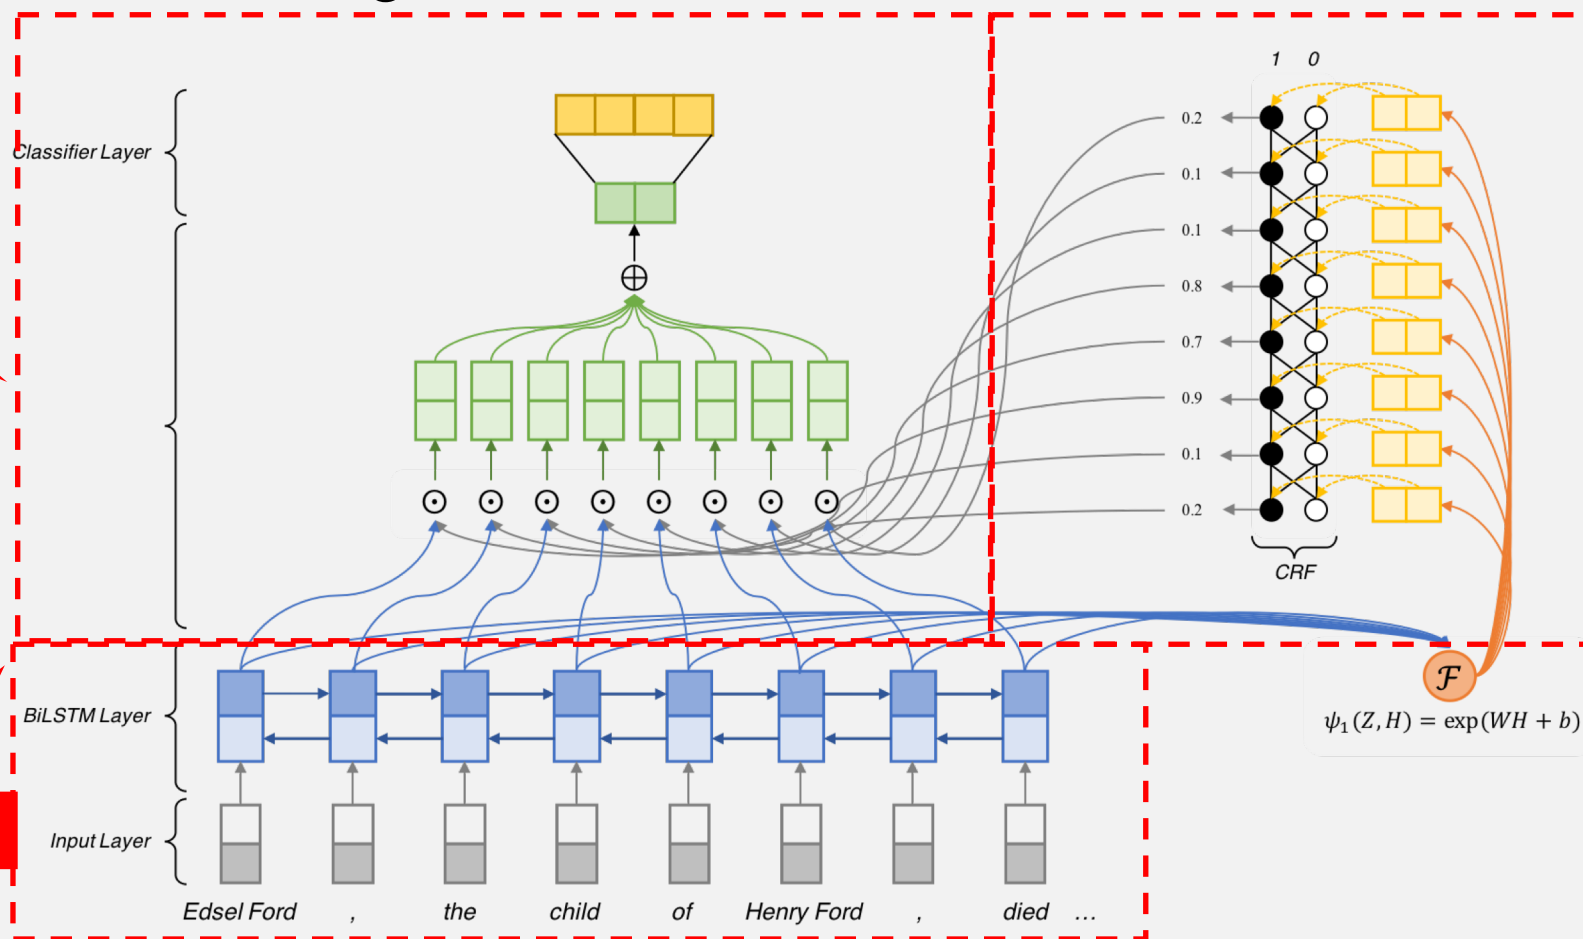 1 0
Classifier Layer
0.2
0.1
0.1
0.8
0.7
0.9
0.1
0.2
CRF
BiLSTM Layer
ℱ
ψ₁(Z, H) = exp(WH + b)
Input Layer
Edsel Ford , the child of Henry Ford , died ...